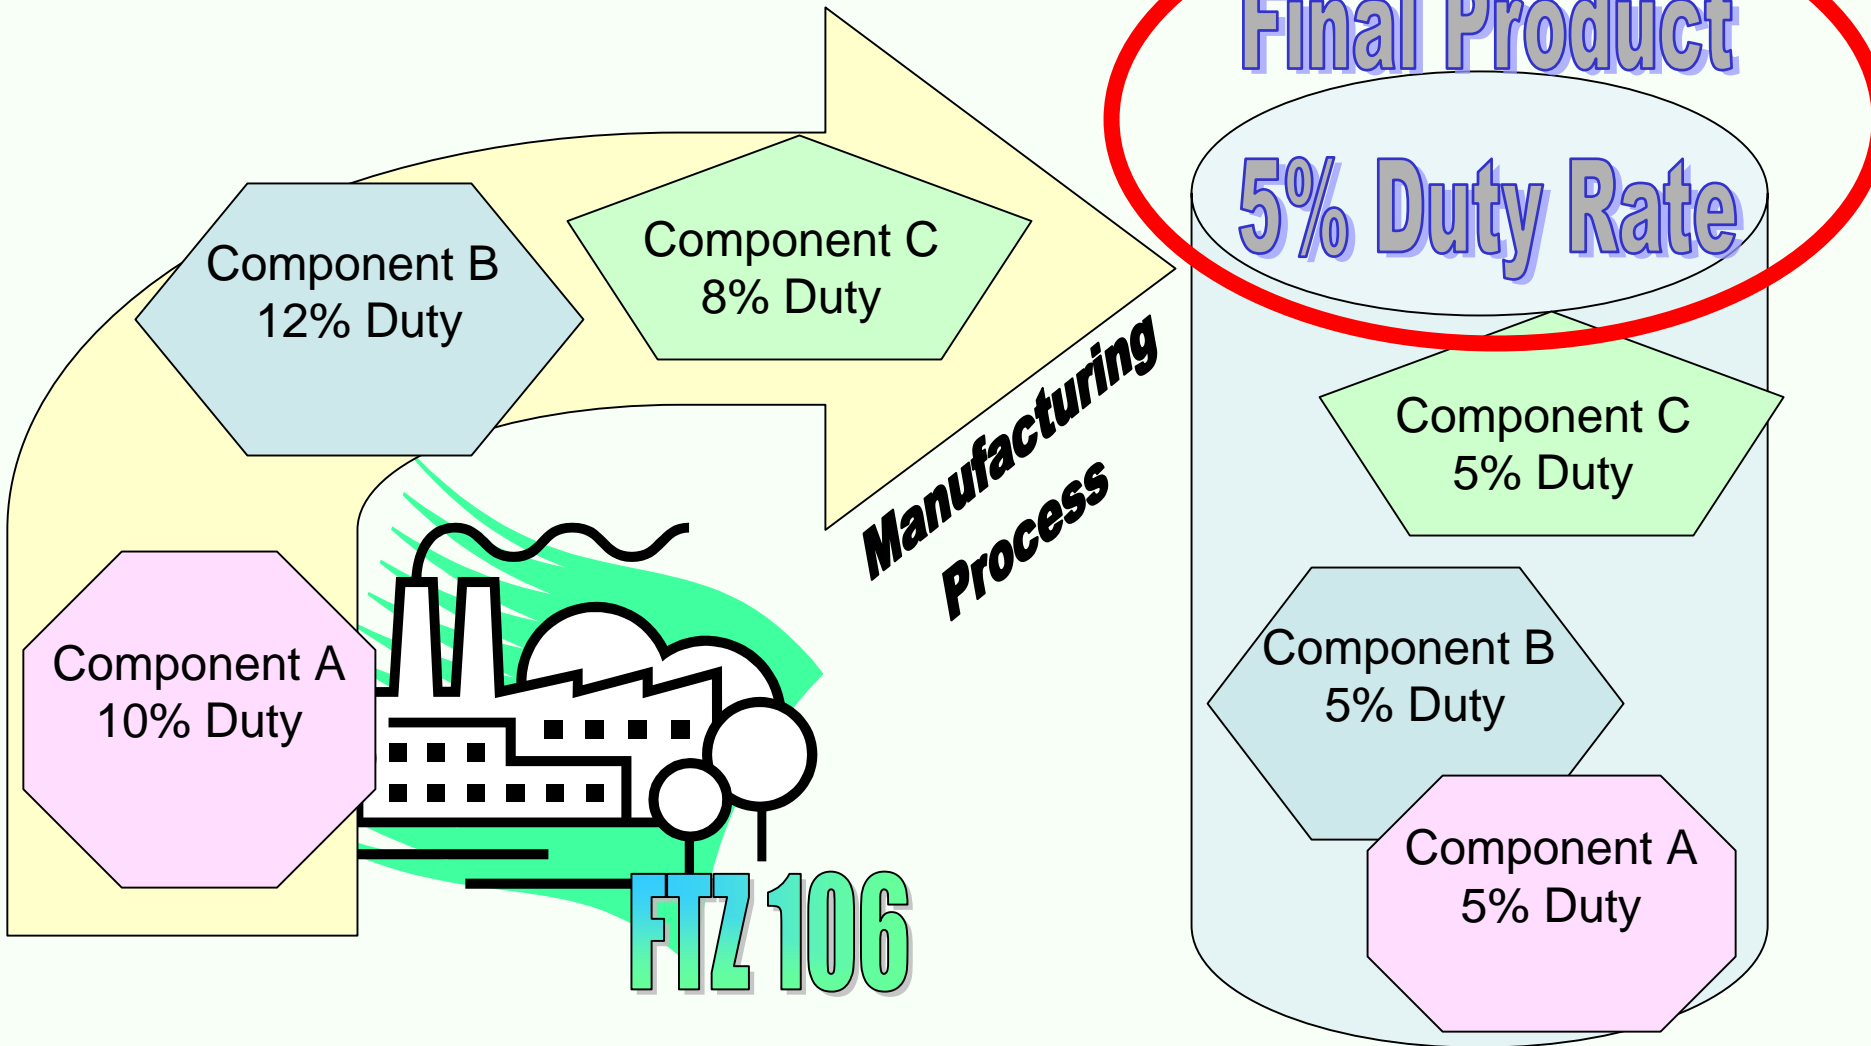 Final Product
5% Duty Rate
Component B
12% Duty
Component C
8% Duty
Manufacturing
Process
Component A
10% Duty
FTZ 106
Component C
5% Duty
Component B
5% Duty
Component A
5% Duty